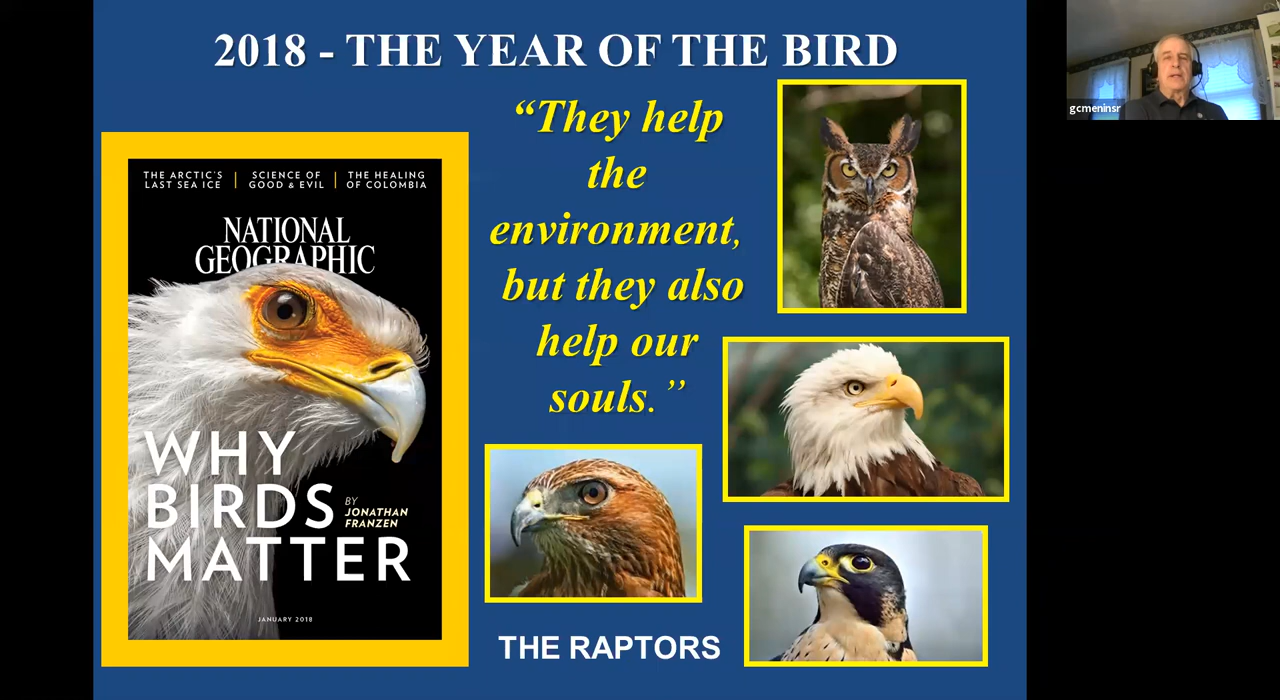 2018 - THE YEAR OF THE BIRD
THE ARCTIC'S
LAST SEA ICE
SCIENCE OF
GOOD & EVIL
THE HEALING
OF COLOMBIA
NATIONAL
GEOGRAPHIC
WHY
BIRDS
MATTER
BY
JONATHAN
FRANZEN
JANUARY 2018
“They help
the
environment,
but they also
help our
souls.”
THE RAPTORS
gcmeninsr